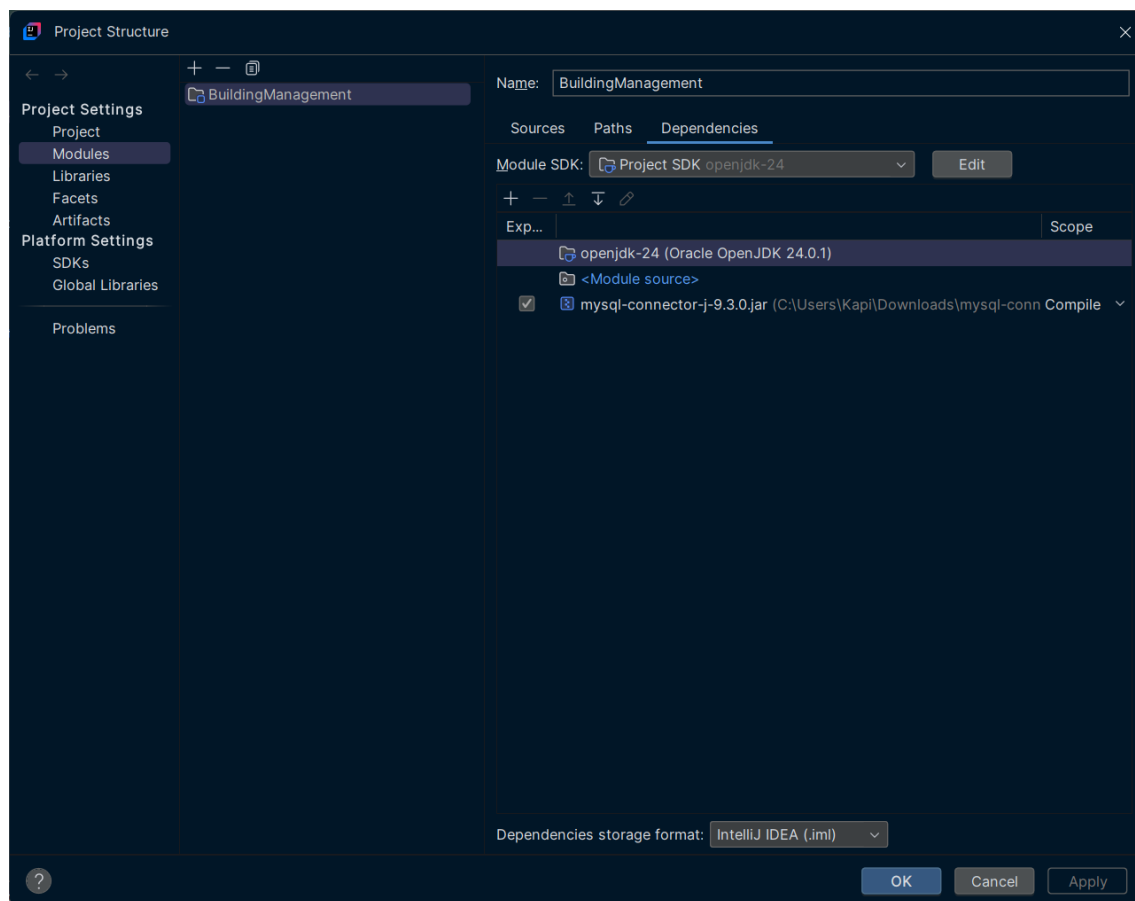 Project Structure
Project Settings
Project
Modules
Libraries
Facets
Artifacts
Platform Settings
SDKs
Global Libraries
Problems
BuildingManagement
Name: BuildingManagement
Sources Paths Dependencies
Module SDK: Project SDK openjdk-24 Edit
Exp... Scope
openjdk-24 (Oracle OpenJDK 24.0.1)
<Module source>
mysql-connector-j-9.3.0.jar (C:\Users\Kapi\Downloads\mysql-conn Compile
Dependencies storage format: IntelliJ IDEA (.iml)
? OK Cancel Apply